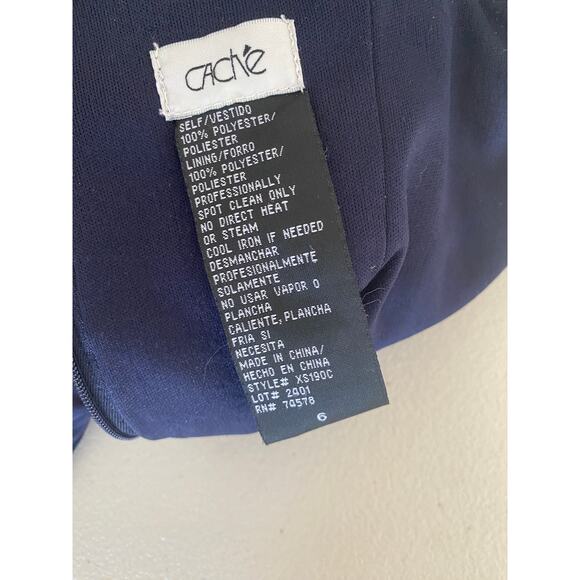 CACHÉ
SELF/VESTIDO
100% POLYESTER/
POLIESTER
LINING/FORRO
100% POLYESTER/
POLIESTER
PROFESSIONALLY
SPOT CLEAN ONLY
NO DIRECT HEAT
OR STEAM
COOL IRON IF NEEDED
DESMANCHAR
PROFESIONALMENTE
SOLAMENTE
NO USAR VAPOR O
PLANCHA
CALIENTE, PLANCHA
FRIA SI
NECESITA
MADE IN CHINA/
HECHO EN CHINA
STYLE# XS190C
LOT# 2401
RN# 74578
6